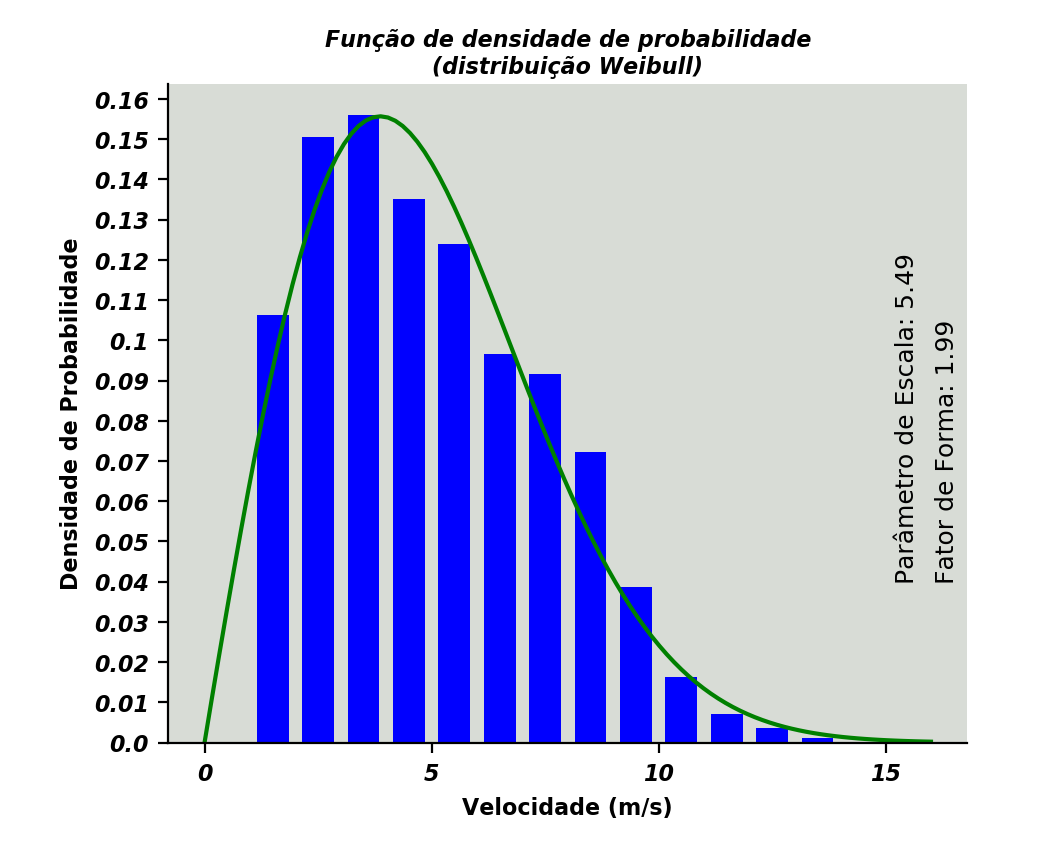 Função de densidade de probabilidade
(distribuição Weibull)
0.16
0.15
0.14
0.13
0.12
0.11
0.1
0.09
0.08
0.07
0.06
0.05
0.04
0.03
0.02
0.01
0.0
Densidade de Probabilidade
Parâmetro de Escala: 5.49
Fator de Forma: 1.99
0 5 10 15
Velocidade (m/s)